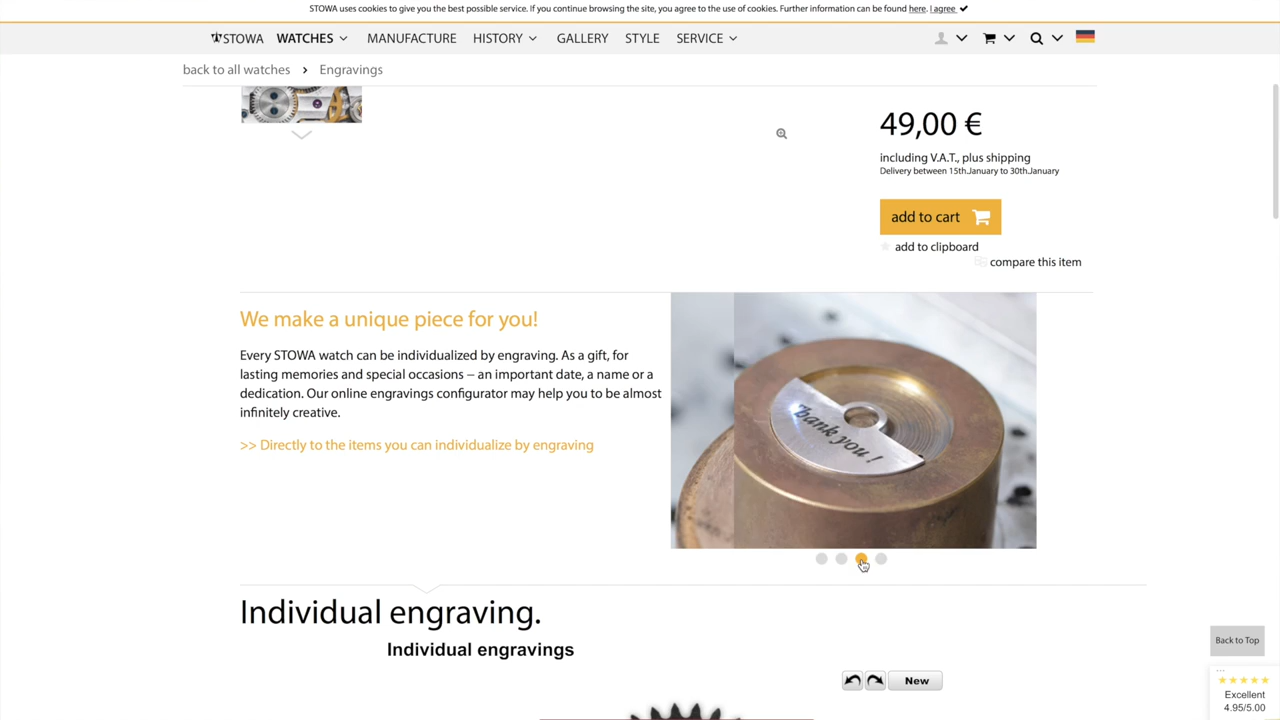 STOWA uses cookies to give you the best possible service. If you continue browsing the site, you agree to the use of cookies. Further information can be found here. I agree ✔
STOWA WATCHES MANUFACTURE HISTORY GALLERY STYLE SERVICE
back to all watches › Engravings
49,00 €
including V.A.T., plus shipping
Delivery between 15th.January to 30th.January
add to cart
add to clipboard
compare this item
We make a unique piece for you!
Every STOWA watch can be individualized by engraving. As a gift, for
lasting memories and special occasions – an important date, a name or a
dedication. Our online engravings configurator may help you to be almost
infinitely creative.
>> Directly to the items you can individualize by engraving
Thank you !
Individual engraving.
Individual engravings
New
Back to Top
Excellent
4.95/5.00